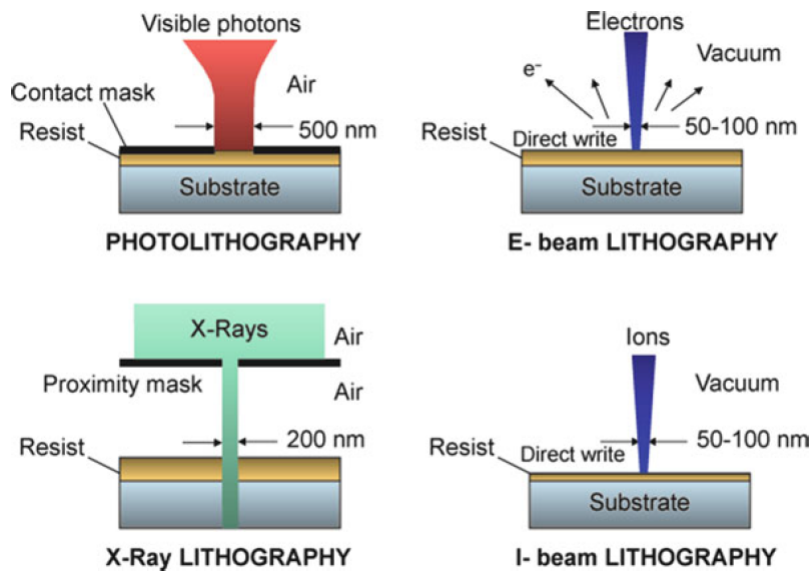 Visible photons
Air
Contact mask
Resist
500 nm
Substrate
PHOTOLITHOGRAPHY
Electrons
Vacuum
e⁻
50-100 nm
Direct write
Resist
Substrate
E- beam LITHOGRAPHY
X-Rays
Air
Proximity mask
Air
200 nm
Resist
X-Ray LITHOGRAPHY
Ions
Vacuum
50-100 nm
Direct write
Resist
Substrate
I- beam LITHOGRAPHY